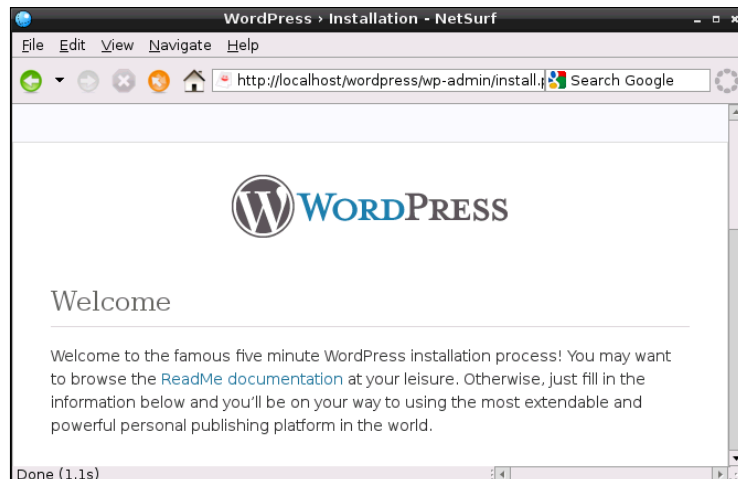 WordPress › Installation - NetSurf
File Edit View Navigate Help
http://localhost/wordpress/wp-admin/install.p Search Google
WORDPRESS
Welcome
Welcome to the famous five minute WordPress installation process! You may want
to browse the ReadMe documentation at your leisure. Otherwise, just fill in the
information below and you'll be on your way to using the most extendable and
powerful personal publishing platform in the world.
Done (1.1s)